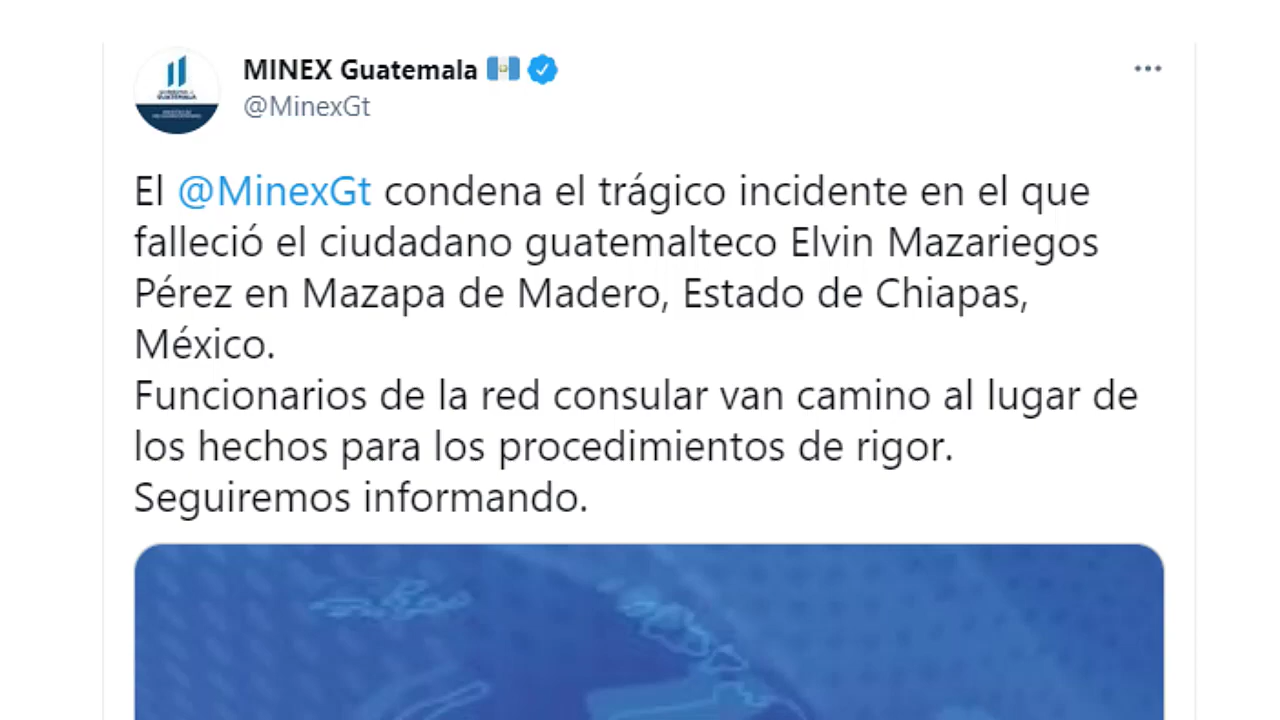 MINEX Guatemala
@MinexGt
El @MinexGt condena el trágico incidente en el que
falleció el ciudadano guatemalteco Elvin Mazariegos
Pérez en Mazapa de Madero, Estado de Chiapas,
México.
Funcionarios de la red consular van camino al lugar de
los hechos para los procedimientos de rigor.
Seguiremos informando.